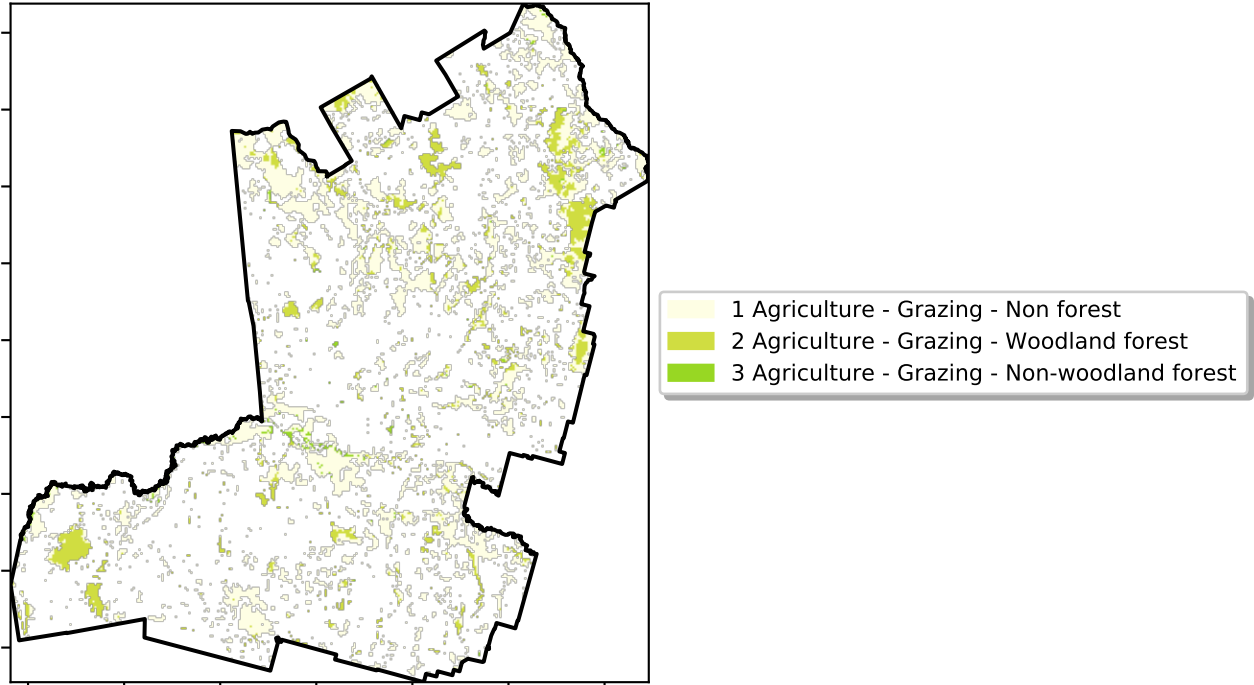 1 Agriculture - Grazing - Non forest
2 Agriculture - Grazing - Woodland forest
3 Agriculture - Grazing - Non-woodland forest